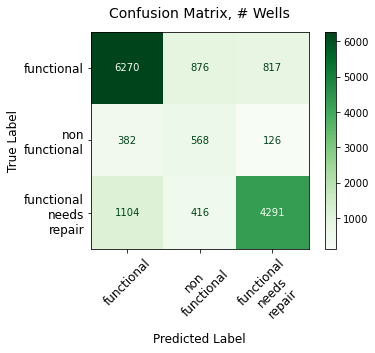 Confusion Matrix, # Wells
functional
6270
876
817
6000
5000
non
functional
382
568
126
4000
3000
functional
needs
repair
1104
416
4291
2000
1000
True Label
functional
non
functional
functional
needs
repair
Predicted Label